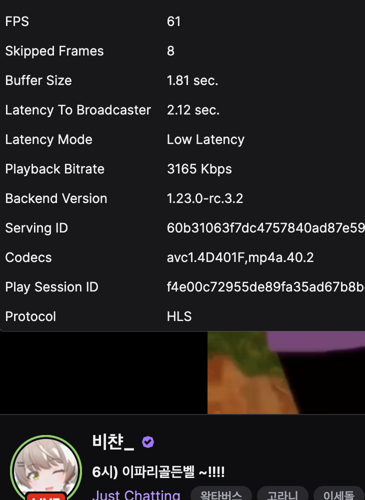 FPS 61
Skipped Frames 8
Buffer Size 1.81 sec.
Latency To Broadcaster 2.12 sec.
Latency Mode Low Latency
Playback Bitrate 3165 Kbps
Backend Version 1.23.0-rc.3.2
Serving ID 60b31063f7dc4757840ad87e59
Codecs avc1.4D401F,mp4a.40.2
Play Session ID f4e00c72955de89fa35ad67b8b
Protocol HLS
비챤_
6시) 이파리골든벨 ~!!!!
Just Chatting 왁타버스 고라니 이세돌